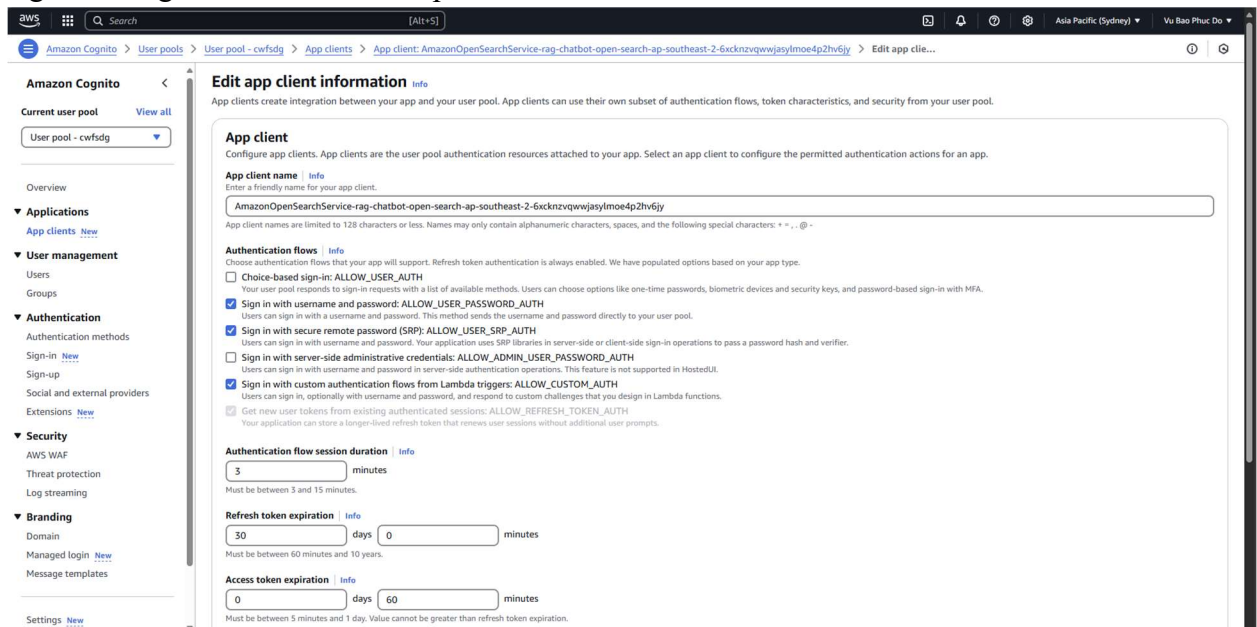 aws
Search [Alt+S] Asia Pacific (Sydney) ▼ Vu Bao Phuc Do ▼
Amazon Cognito > User pools > User pool - cwfsdg > App clients > App client: AmazonOpenSearchService-rag-chatbot-open-search-ap-southeast-2-6xcknzvqwwjasylmoe4p2hv6jy > Edit app clie...
Amazon Cognito
Current user pool View all
User pool - cwfsdg
Overview
Applications
App clients New
User management
Users
Groups
Authentication
Authentication methods
Sign-in New
Sign-up
Social and external providers
Extensions New
Security
AWS WAF
Threat protection
Log streaming
Branding
Domain
Managed login New
Message templates
Settings New
Edit app client information Info
App clients create integration between your app and your user pool. App clients can use their own subset of authentication flows, token characteristics, and security from your user pool.
App client
Configure app clients. App clients are the user pool authentication resources attached to your app. Select an app client to configure the permitted authentication actions for an app.
App client name Info
Enter a friendly name for your app client.
AmazonOpenSearchService-rag-chatbot-open-search-ap-southeast-2-6xcknzvqwwjasylmoe4p2hv6jy
App client names are limited to 128 characters or less. Names may only contain alphanumeric characters, spaces, and the following special characters: + = , . @ -
Authentication flows Info
Choose authentication flows that your app will support. Refresh token authentication is always enabled. We have populated options based on your app type.
Choice-based sign-in: ALLOW_USER_AUTH
Your user pool responds to sign-in requests with a list of available methods. Users can choose options like one-time passwords, biometric devices and security keys, and password-based sign-in with MFA.
Sign in with username and password: ALLOW_USER_PASSWORD_AUTH
Users can sign in with a username and password. This method sends the username and password directly to your user pool.
Sign in with secure remote password (SRP): ALLOW_USER_SRP_AUTH
Users can sign in with username and password. Your application uses SRP libraries in server-side or client-side sign-in operations to pass a password hash and verifier.
Sign in with server-side administrative credentials: ALLOW_ADMIN_USER_PASSWORD_AUTH
Users can sign in with username and password in server-side authentication operations. This feature is not supported in HostedUI.
Sign in with custom authentication flows from Lambda triggers: ALLOW_CUSTOM_AUTH
Users can sign in, optionally with username and password, and respond to custom challenges that you design in Lambda functions.
Get new user tokens from existing authenticated sessions: ALLOW_REFRESH_TOKEN_AUTH
Your application can store a longer-lived refresh token that renews user sessions without additional user prompts.
Authentication flow session duration Info
3 minutes
Must be between 3 and 15 minutes.
Refresh token expiration Info
30 days 0 minutes
Must be between 60 minutes and 10 years.
Access token expiration Info
0 days 60 minutes
Must be between 5 minutes and 1 day. Value cannot be greater than refresh token expiration.